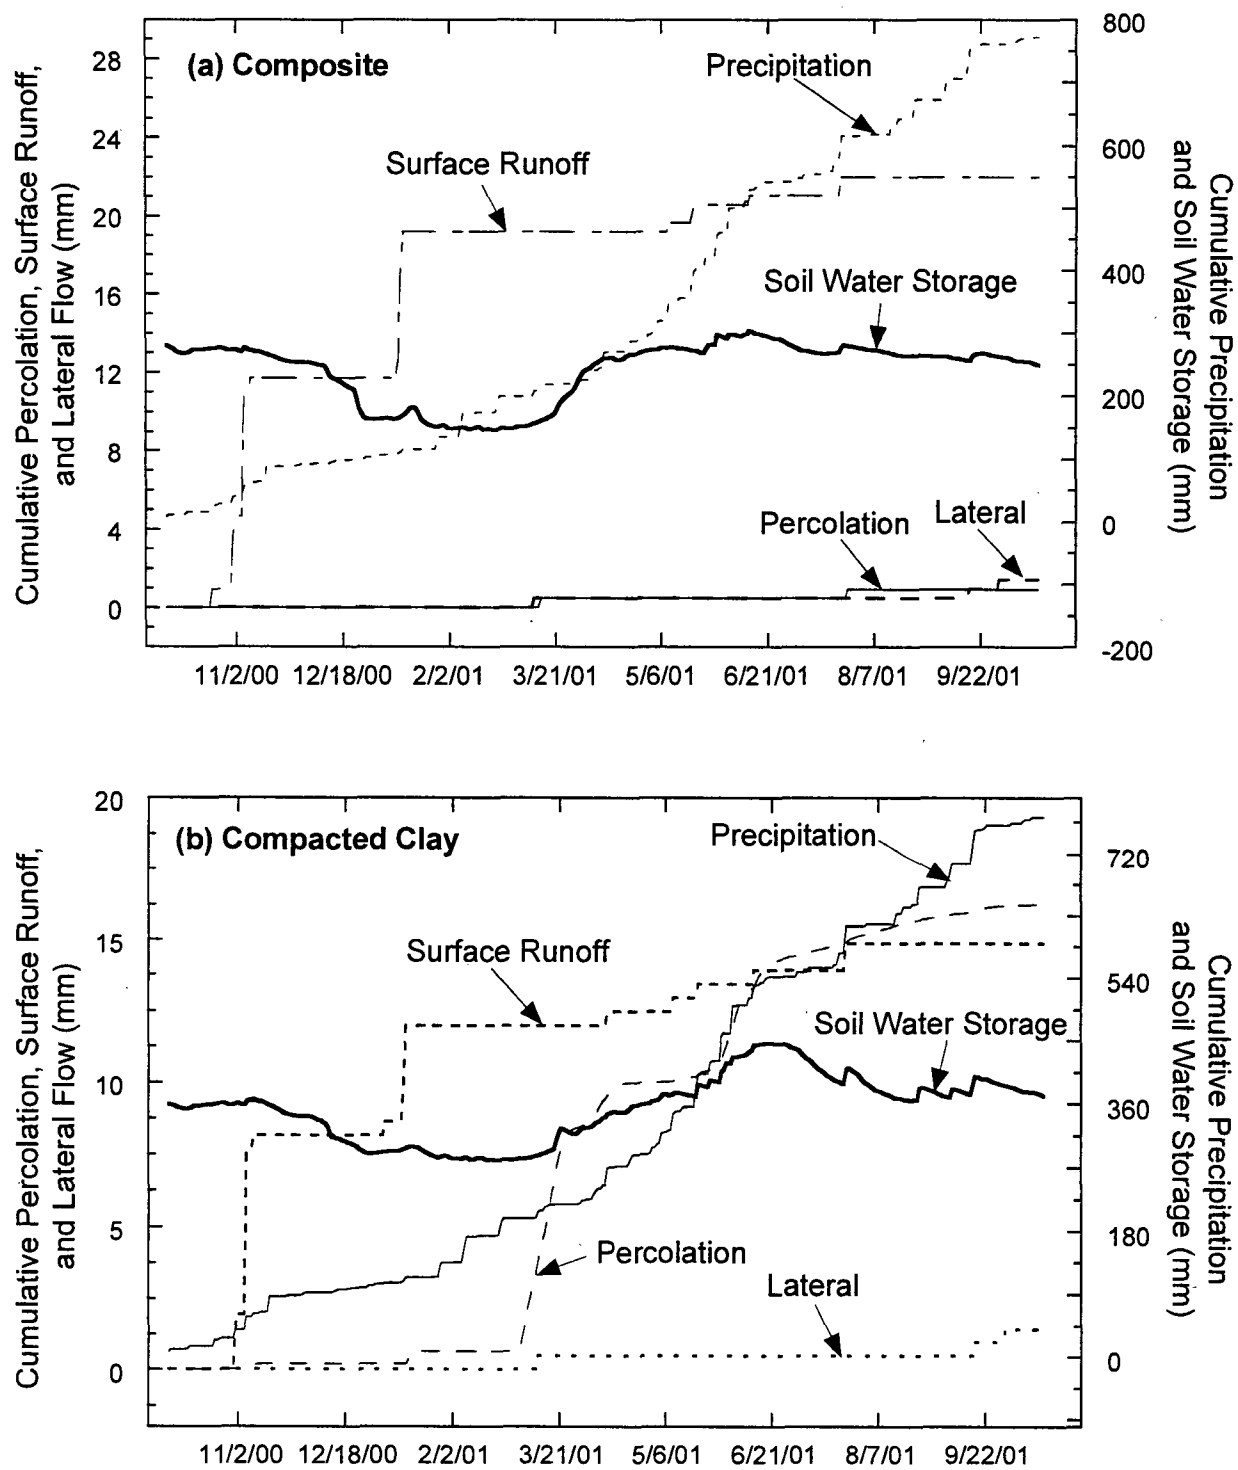 (a) Composite
Cumulative Percolation, Surface Runoff,
and Lateral Flow (mm)
28
24
20
16
12
8
4
0
800
600
400
200
0
-200
Cumulative Precipitation
and Soil Water Storage (mm)
Precipitation
Surface Runoff
Soil Water Storage
Percolation
Lateral
11/2/00 12/18/00 2/2/01 3/21/01 5/6/01 6/21/01 8/7/01 9/22/01
(b) Compacted Clay
Cumulative Percolation, Surface Runoff,
and Lateral Flow (mm)
20
15
10
5
0
720
540
360
180
0
Cumulative Precipitation
and Soil Water Storage (mm)
Precipitation
Surface Runoff
Soil Water Storage
Percolation
Lateral
11/2/00 12/18/00 2/2/01 3/21/01 5/6/01 6/21/01 8/7/01 9/22/01